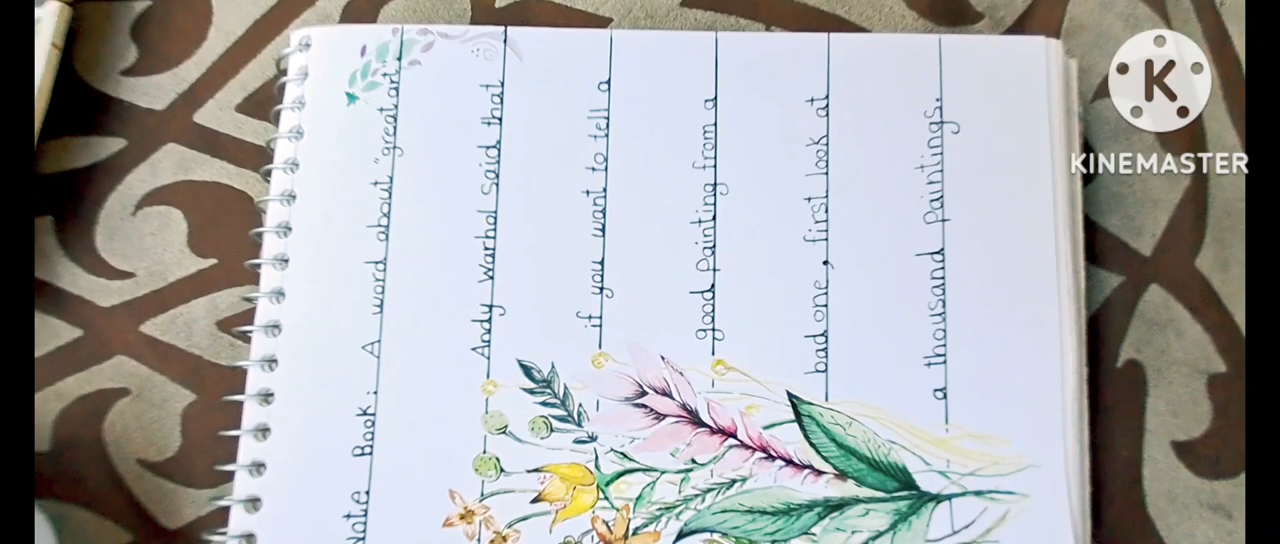 Note Book: A word about "great art"
Andy Warhol said that
if you want to tell a
good painting from a
bad one, first look at
a thousand paintings.
KINEMASTER